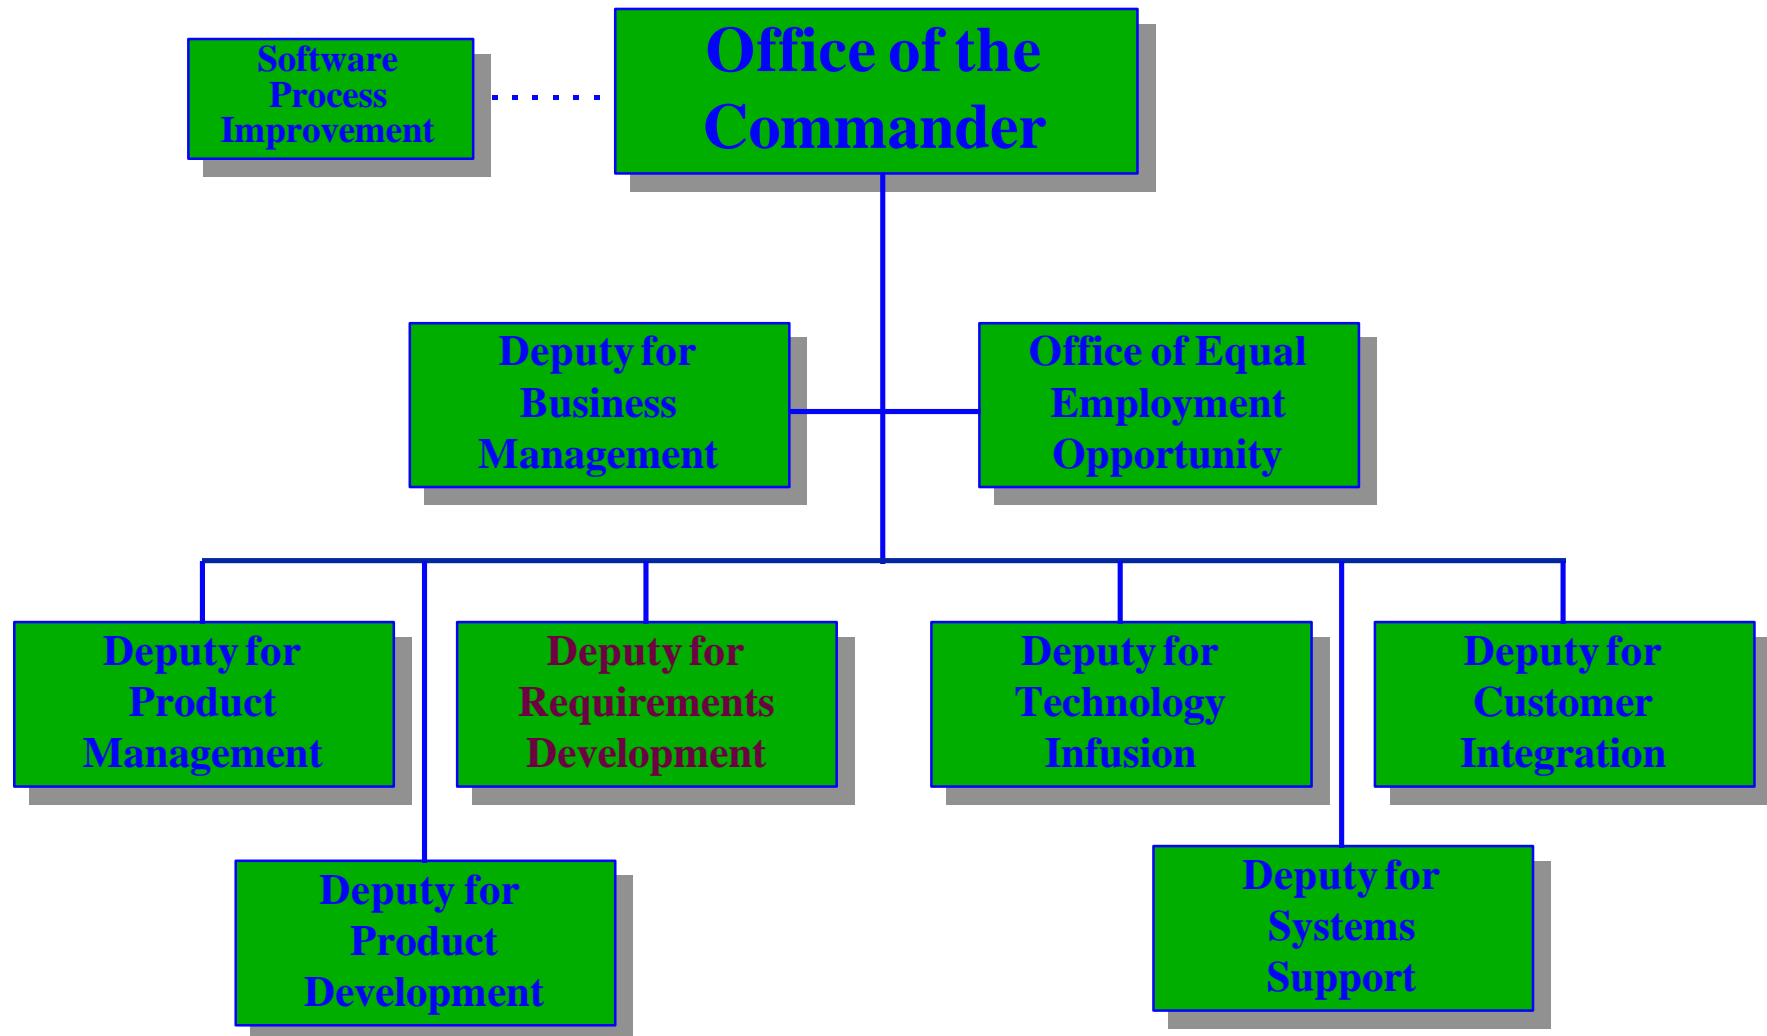 Software
Process
Improvement
Office of the
Commander
Deputy for
Business
Management
Office of Equal
Employment
Opportunity
Deputy for
Product
Management
Deputy for
Requirements
Development
Deputy for
Technology
Infusion
Deputy for
Customer
Integration
Deputy for
Product
Development
Deputy for
Systems
Support